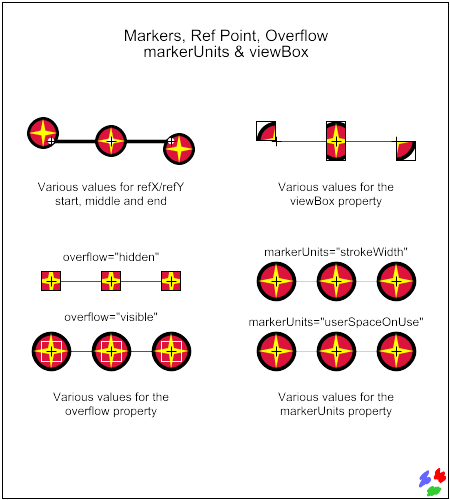 Markers, Ref Point, Overflow
markerUnits & viewBox
Various values for refX/refY
start, middle and end
Various values for the
viewBox property
overflow="hidden"
markerUnits="strokeWidth"
overflow="visible"
markerUnits="userSpaceOnUse"
Various values for the
overflow property
Various values for the
markerUnits property